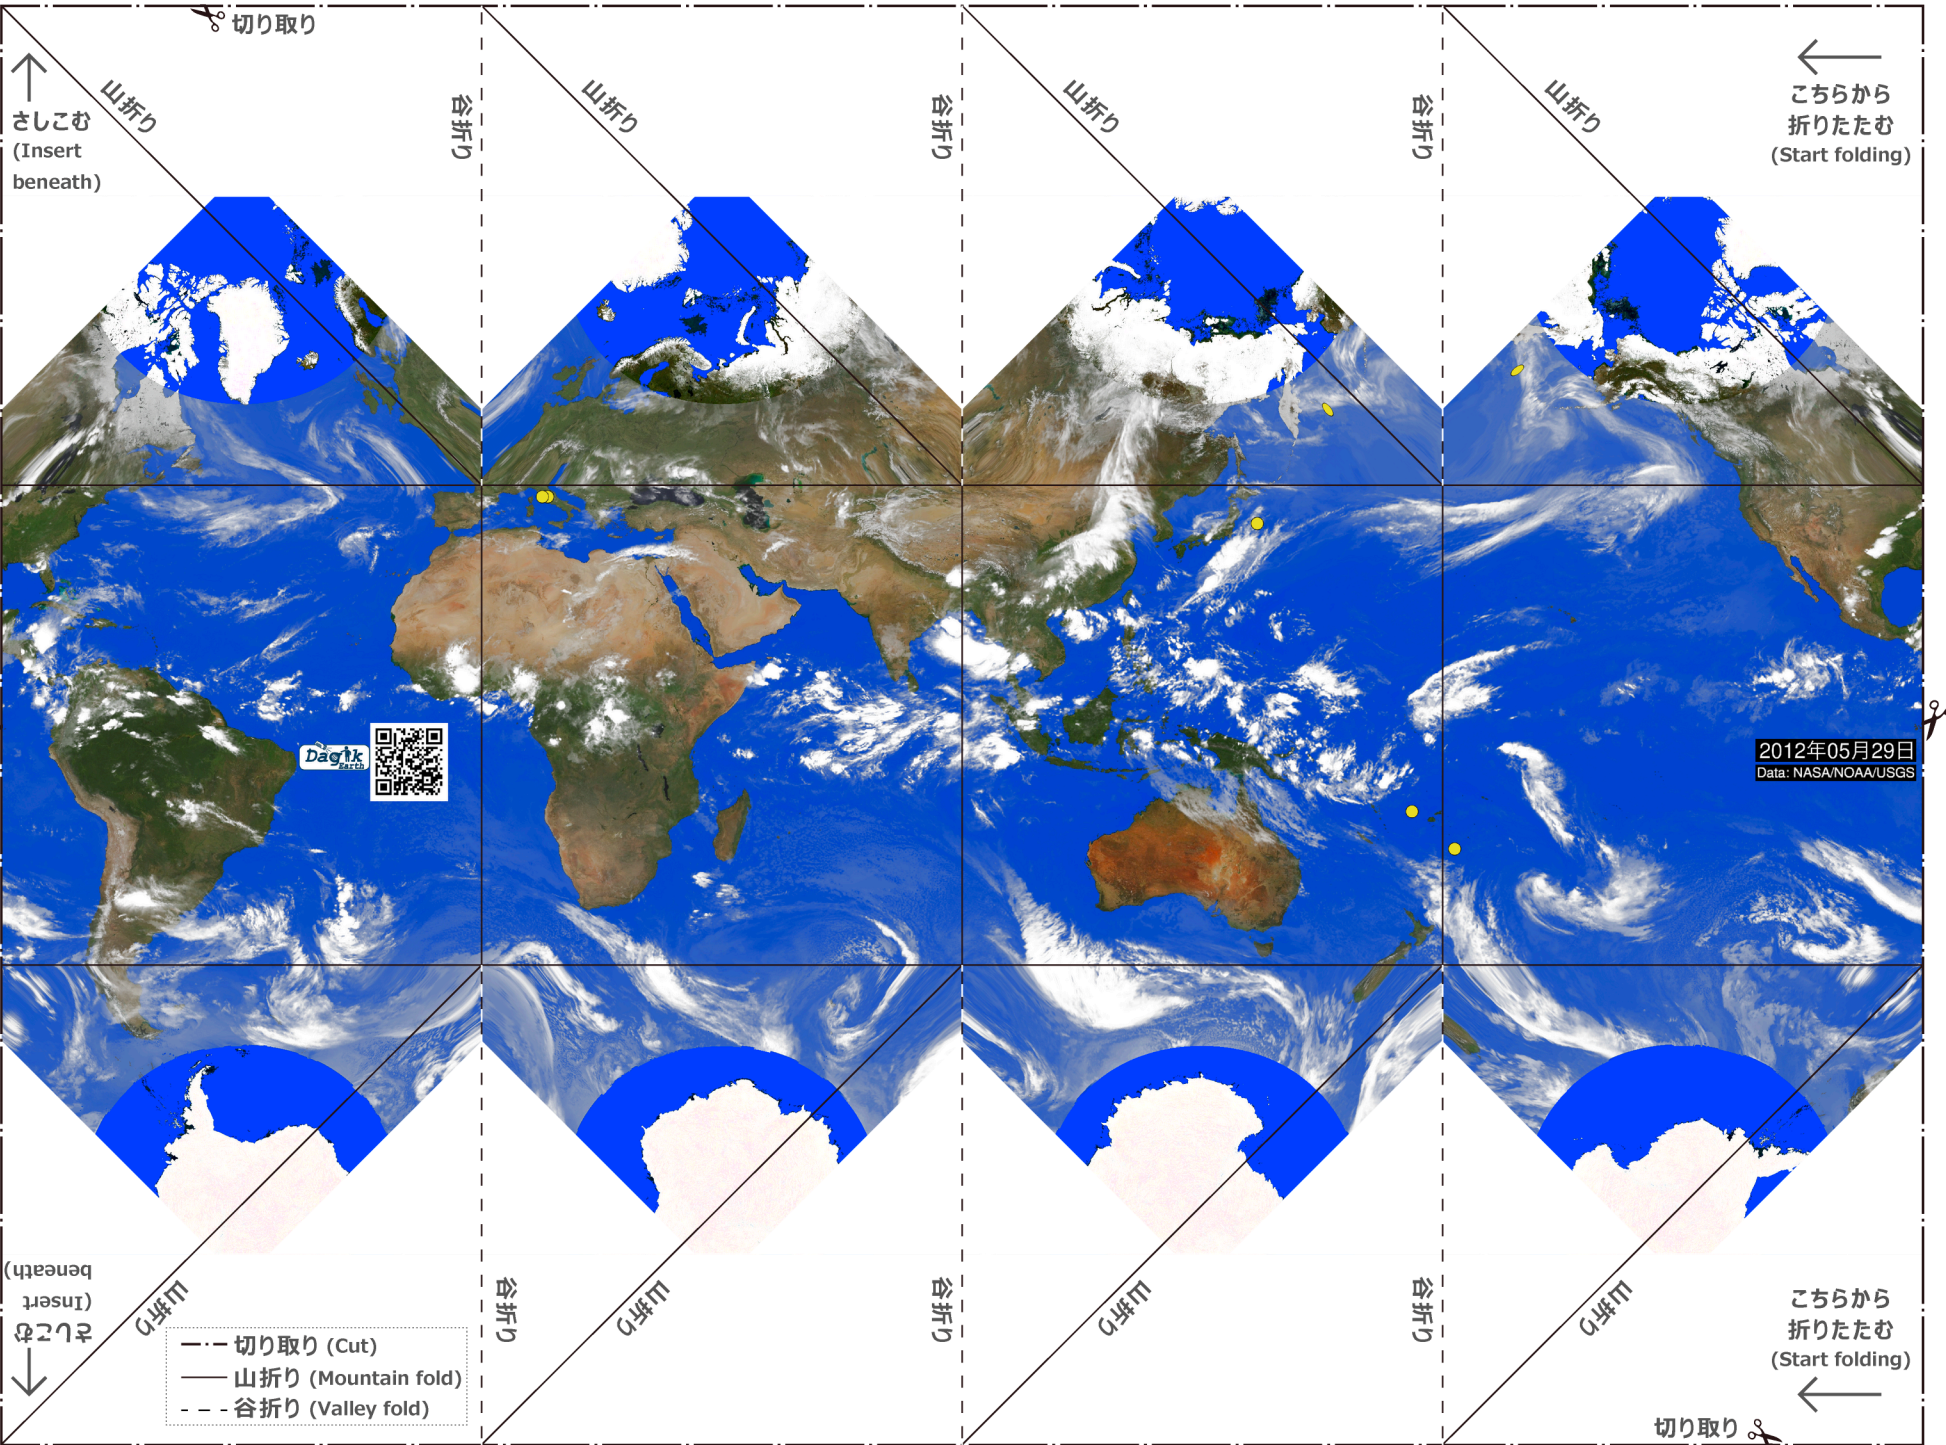 切り取り
山折り
谷折り
山折り
谷折り
山折り
谷折り
山折り
さしこむ
(Insert
beneath)
こちらから
折りたたむ
(Start folding)
Dagik
Earth
2012年05月29日
Data: NASA/NOAA/USGS
さしこむ
(Insert
beneath)
山折り
谷折り
山折り
谷折り
山折り
谷折り
山折り
こちらから
折りたたむ
(Start folding)
切り取り (Cut)
山折り (Mountain fold)
谷折り (Valley fold)
切り取り